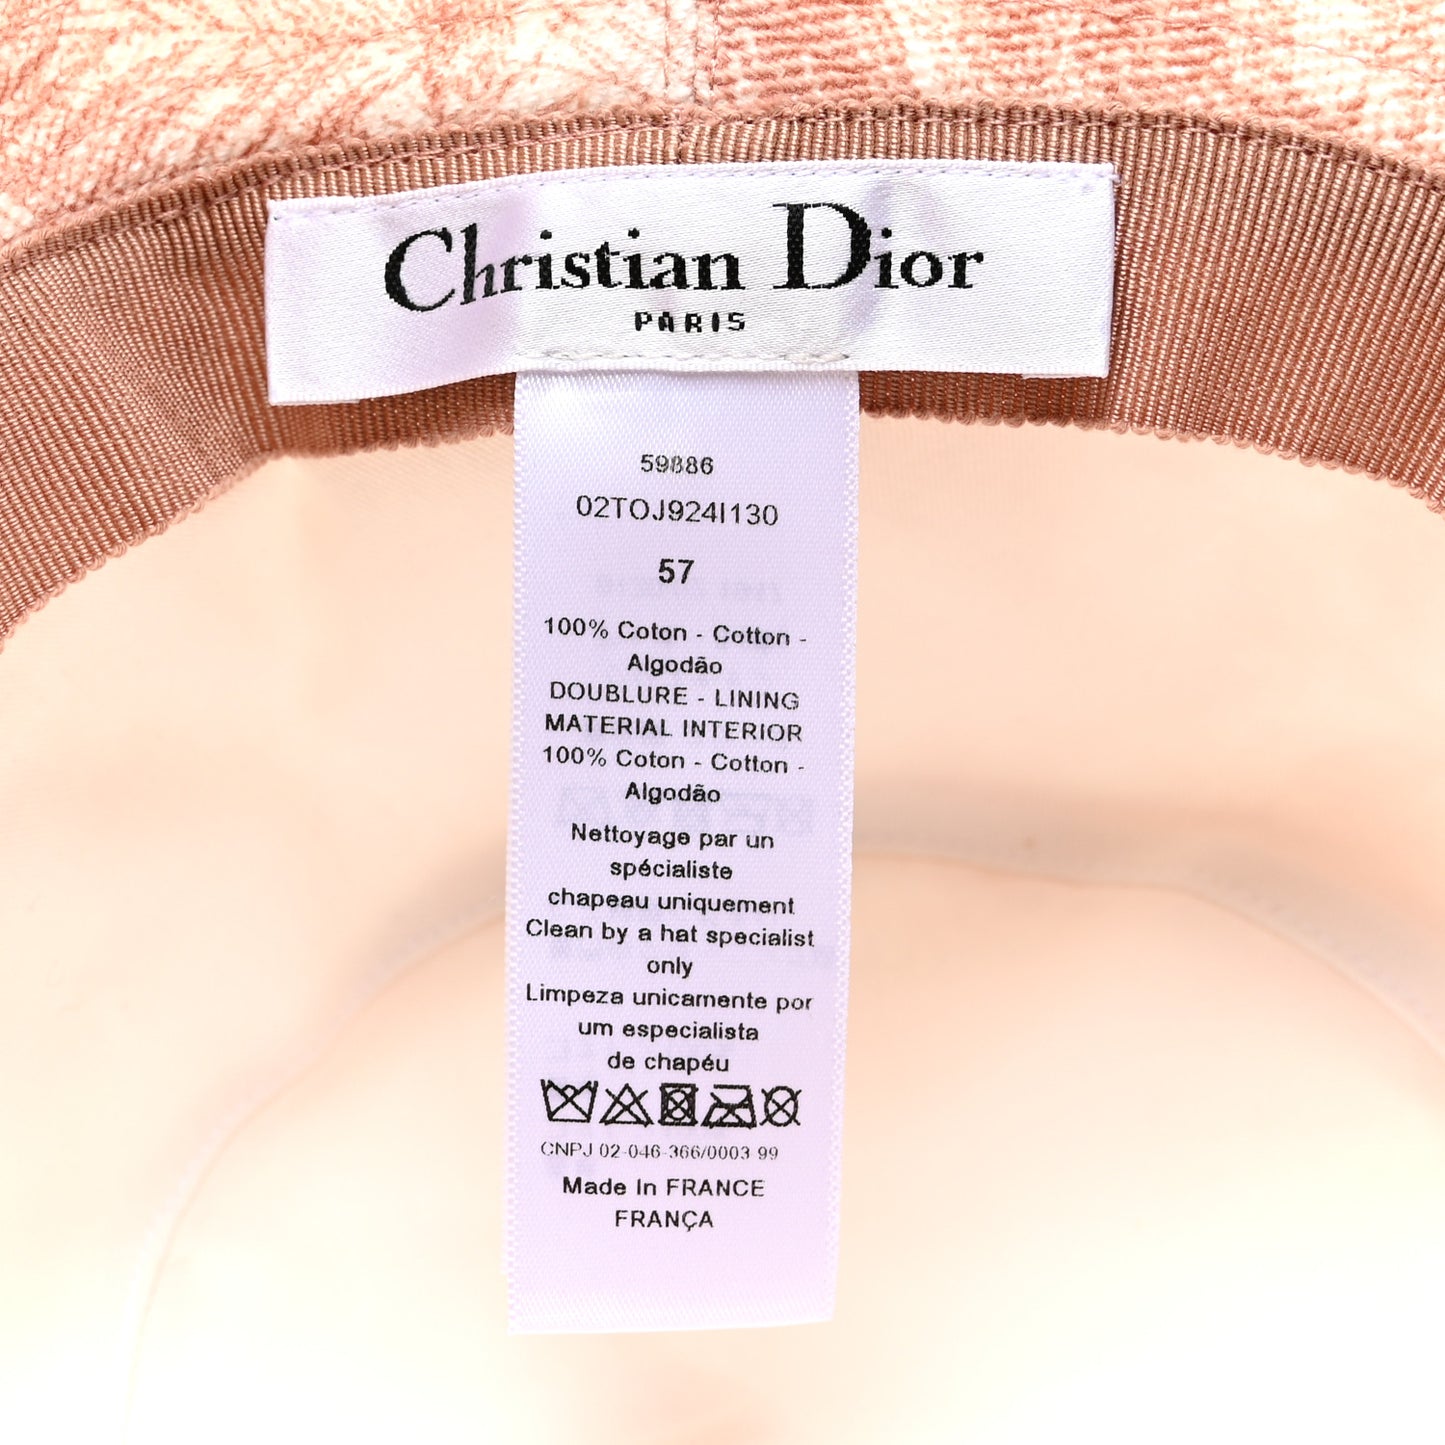 Christian Dior
PARIS
59886
02TOJ924I130
57
100% Coton - Cotton -
Algodão
DOUBLURE - LINING
MATERIAL INTERIOR
100% Coton - Cotton -
Algodão
Nettoyage par un
spécialiste
chapeau uniquement
Clean by a hat specialist
only
Limpeza unicamente por
um especialista
de chapéu
CNPJ 02-046-366/0003 99
Made In FRANCE
FRANÇA